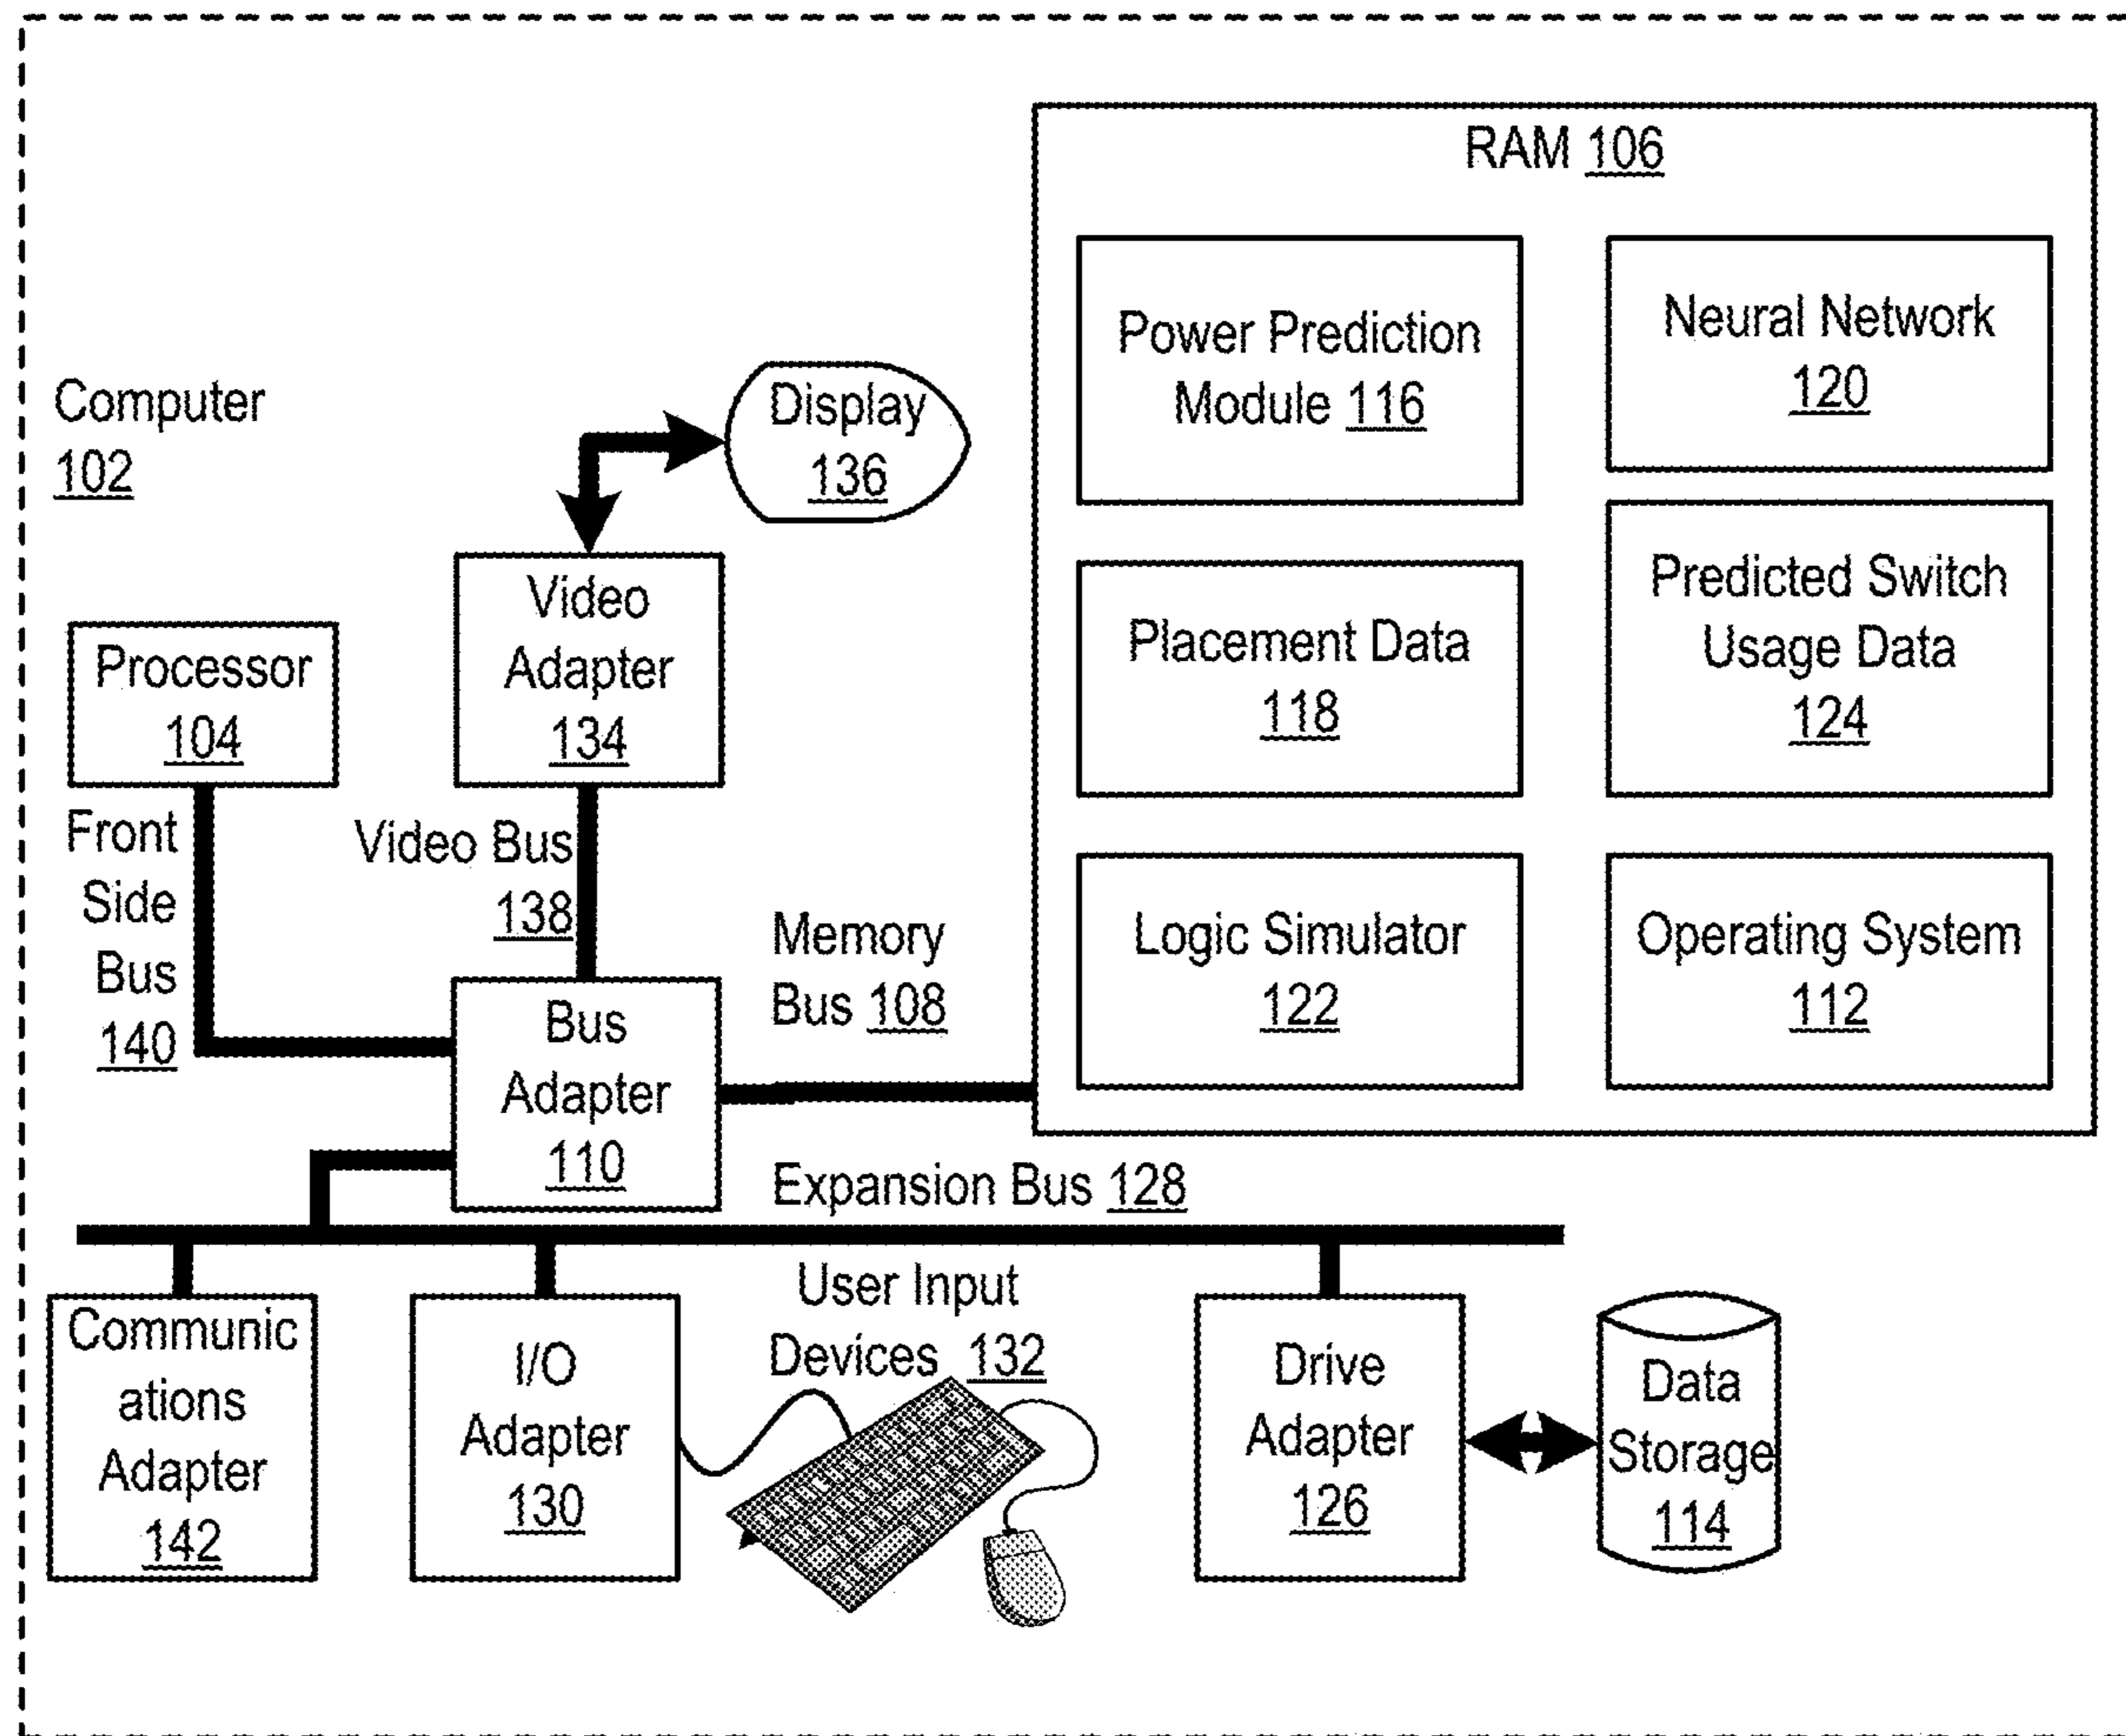 RAM 106
Power Prediction
Module 116
Neural Network
120
Placement Data
118
Predicted Switch
Usage Data
124
Logic Simulator
122
Operating System
112
Computer
102
Display
136
Video
Adapter
134
Processor
104
Front
Side
Bus
140
Video Bus
138
Memory
Bus 108
Bus
Adapter
110
Expansion Bus 128
Communic
ations
Adapter
142
I/O
Adapter
130
User Input
Devices 132
Drive
Adapter
126
Data
Storage
114